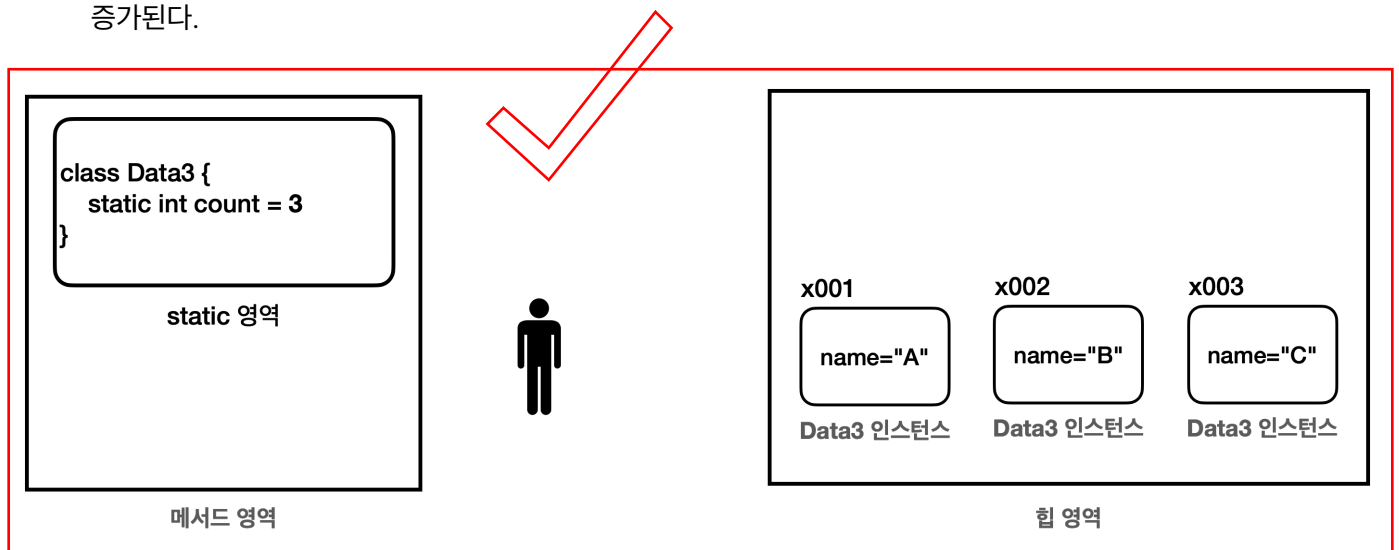 증가된다.
class Data3 {
static int count = 3
}
static 영역
메서드 영역
x001
x002
x003
name="A"
name="B"
name="C"
Data3 인스턴스
Data3 인스턴스
Data3 인스턴스
힙 영역